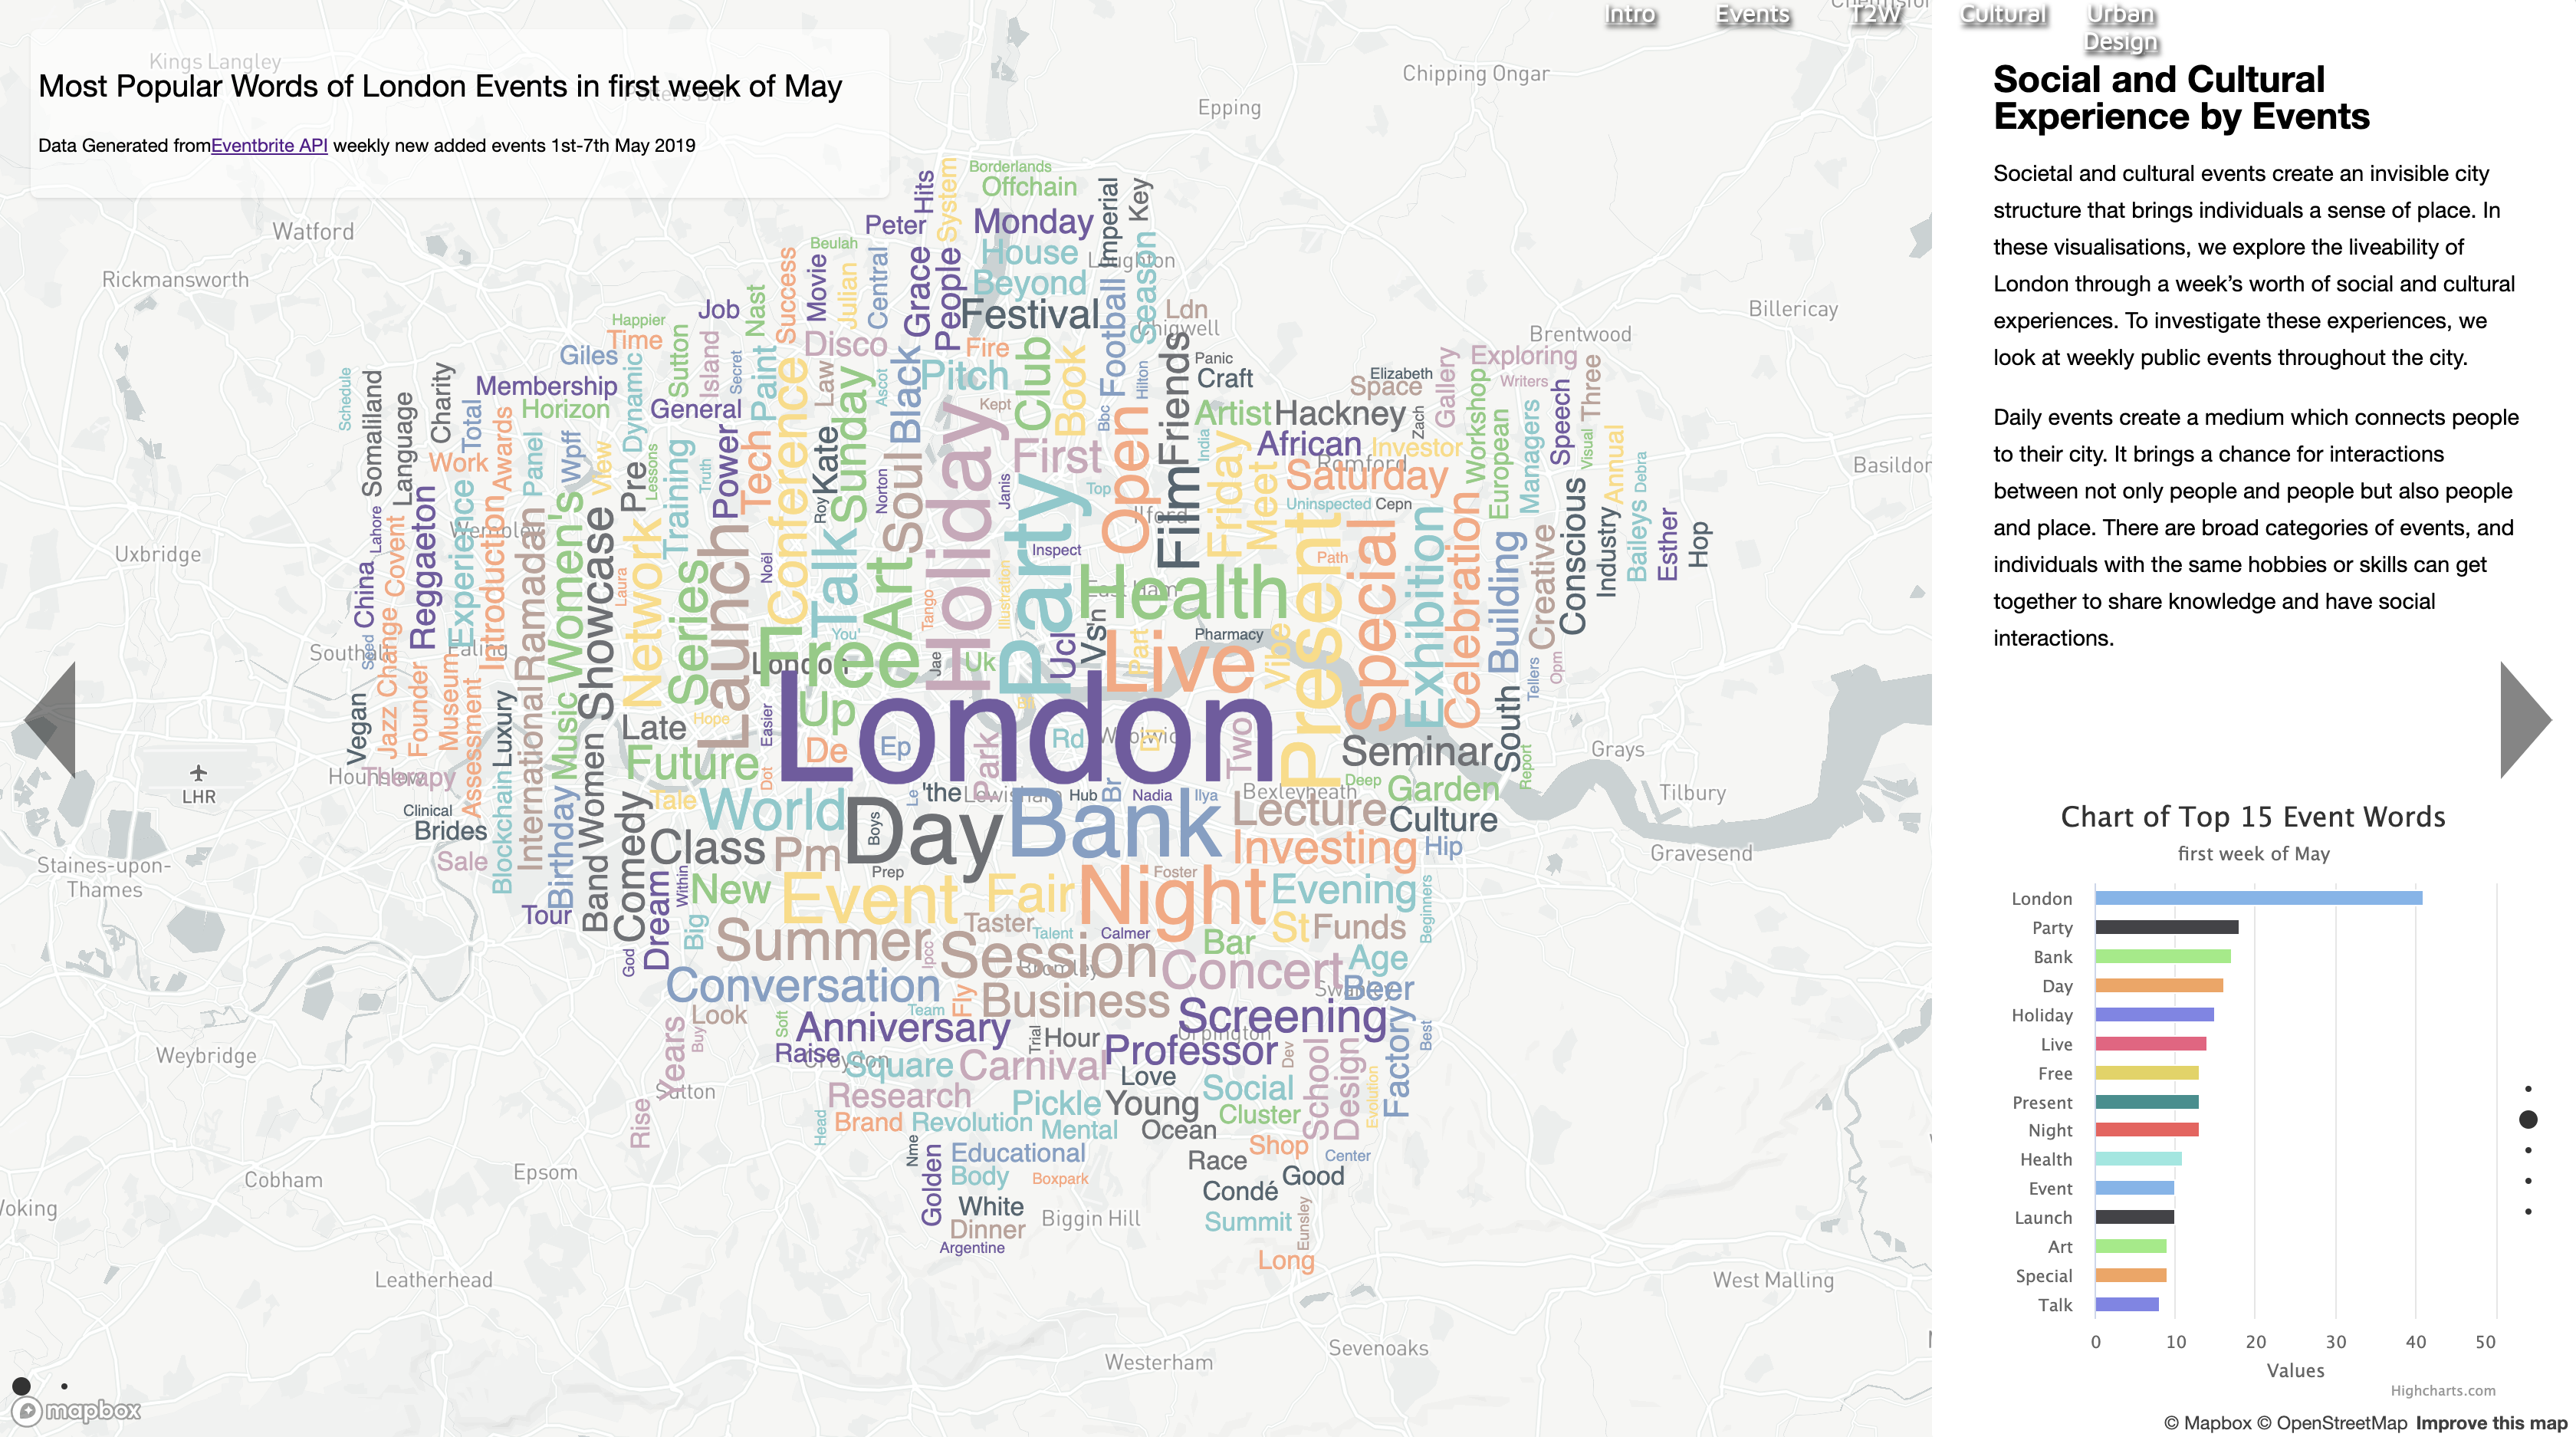 Intro Events T2W Cultural Urban Design
Most Popular Words of London Events in first week of May
Data Generated fromEventbrite API weekly new added events 1st-7th May 2019
Social and Cultural
Experience by Events
Societal and cultural events create an invisible city
structure that brings individuals a sense of place. In
these visualisations, we explore the liveability of
London through a week's worth of social and cultural
experiences. To investigate these experiences, we
look at weekly public events throughout the city.
Daily events create a medium which connects people
to their city. It brings a chance for interactions
between not only people and people but also people
and place. There are broad categories of events, and
individuals with the same hobbies or skills can get
together to share knowledge and have social
interactions.
Chart of Top 15 Event Words
first week of May
London
Party
Bank
Day
Holiday
Live
Free
Present
Night
Health
Event
Launch
Art
Special
Talk
0 10 20 30 40 50
Values
Highcharts.com
© Mapbox © OpenStreetMap Improve this map
mapbox
Kings Langley
Chipping Ongar
Epping
Watford
Rickmansworth
Loughton
Chigwell
Billericay
Brentwood
Romford
Basildon
Uxbridge
Wembley
Ilford
East Ham
Southall
Ealing
London
Hounslow
LHR
Woolwich
Lewisham
Bexleyheath
Grays
Tilbury
Gravesend
Staines-upon-
Thames
Bromley
Swanley
Orpington
Croydon
Sutton
Weybridge
Epsom
Cobham
Biggin Hill
Leatherhead
West Malling
Westerham
Sevenoaks
Borderlands
Offchain
Hits
System
Imperial
Key
Peter
Monday
Beulah
House
Beyond
Season
Success
Movie
Julian
Central
Grace
People
Festival
Football
Ldn
Job
Nast
Happier
Time
Sutton
Island
Disco
Fire
Club
Book
Friends
Panic
Craft
Giles
Dynamic
Secret
Paint
Law
Ascot
Black
Pitch
Hilton
Elizabeth
Space
Gallery
Exploring
Writers
Three
Schedule
Somaliland
Language
Charity
Membership
Total
Horizon
General
Conference
Sunday
Kept
Bbc
Open
Artist
Hackney
Zach
Workshop
European
Managers
Speech
Visual
Annual
Work
Awards
Panel
Wpff
View
Pre
Lessons
Training
Truth
Power
Tech
Kate
Roy
Norton
Soul
Holiday
First
Janis
Top
Film
India
Friday
African
Meet
Investor
Saturday
Uninspected
Cepn
Debra
Baileys
Lahore
China
Covent
Reggaeton
Experience
Introduction
Ramadan
Women's
Showcase
Laura
Network
Series
Launch
Noël
Talk
Art
Tango
Illustration
Party
Inspect
Health
Pharmacy
Path
Present
Special
Exhibition
Celebration
Building
Creative
Conscious
Industry
Esther
Hop
Seed
Change
Jazz
Vegan
Founder
Museum
Assessment
Luxury
International
Music
You'
Free
Jae
Uk
Ucl
Vs'n
Part
Live
Vibe
Tellers
Opm
South
Late
Hope
Easier
Up
London
De
Ep
Park
Rd
Two
Seminar
Report
Therapy
Clinical
Brides
Sale
Blockchain
Birthday
Women
Band
Future
Dot
Tale
World
Le
'the
Hub
Br
Nadia
Ilya
Deep
Garden
Comedy
Class
Pm
Boys
Day
Bank
Lecture
Culture
Investing
Hip
Tour
God
Dream
Within
New
Prep
Event
Fair
Night
Foster
Evening
Beginners
Big
Summer
Ipcc
Session
Taster
Talent
Calmer
Bar
St
Funds
Concert
Age
Conversation
Fly
Business
Beer
Team
Look
Soft
Years
Buy
Anniversary
Trial
Hour
Screening
Factory
Best
Raise
Square
Carnival
Professor
Dev
Love
School
Design
Research
Pickle
Young
Social
Cluster
Evolution
Rise
Head
Brand
Revolution
Mental
Ocean
Shop
Nme
Educational
Race
Center
Golden
Body
Boxpark
Condé
Good
White
Summit
Eunsley
Dinner
Argentine
Long